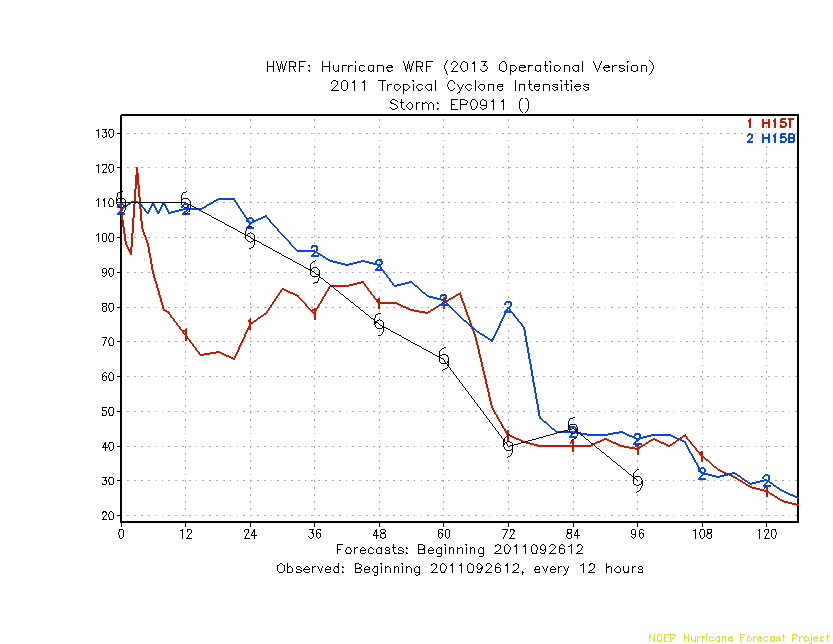 HWRF: Hurricane WRF (2013 Operational Version)
2011 Tropical Cyclone Intensities
Storm: EP0911 ()
1 H15T
2 H15B
130
120
110
100
90
80
70
60
50
40
30
20
0 12 24 36 48 60 72 84 96 108 120
Forecasts: Beginning 2011092612
Observed: Beginning 2011092612, every 12 hours
NCEP Hurricane Forecast Project